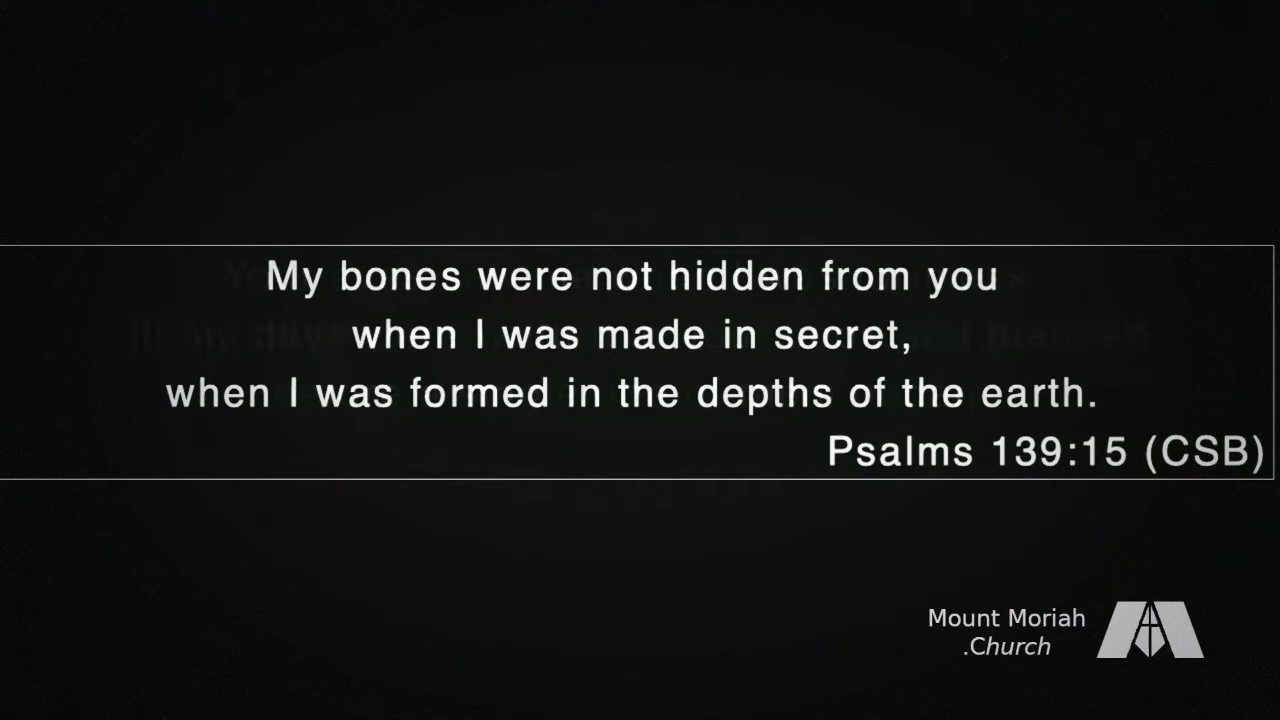 My bones were not hidden from you
when I was made in secret,
when I was formed in the depths of the earth.
Psalms 139:15 (CSB)
Mount Moriah
.Church